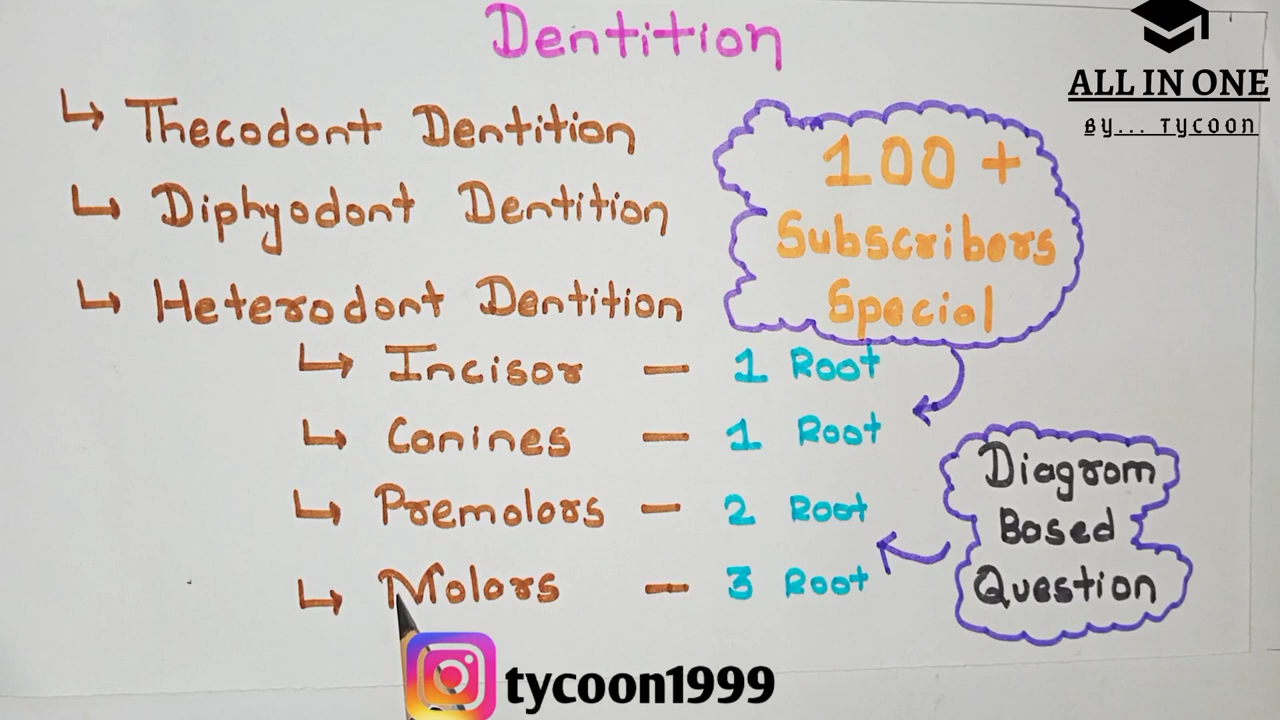 Dentition
ALL IN ONE
BY... TYCOON
↳ Thecodont Dentition
↳ Diphyodont Dentition
↳ Heterodont Dentition
↳ Incisor – 1 Root
↳ Canines – 1 Root
↳ Premolars – 2 Root
↳ Molars – 3 Root
100 +
Subscribers
Special
Diagram
Based
Question
tycoon1999